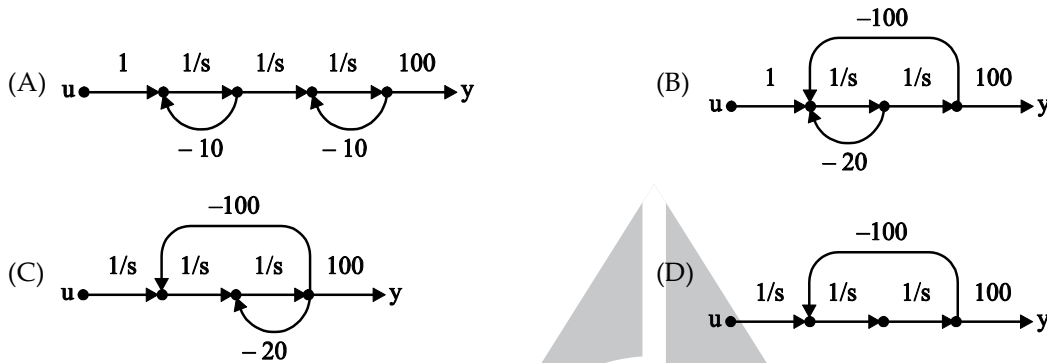 (A) u 1 1/s 1/s 1/s 100 y
– 10 – 10
(B) –100
u 1 1/s 1/s 100 y
– 20
(C) –100
u 1/s 1/s 1/s 100 y
– 20
(D) –100
u 1/s 1/s 1/s 100 y